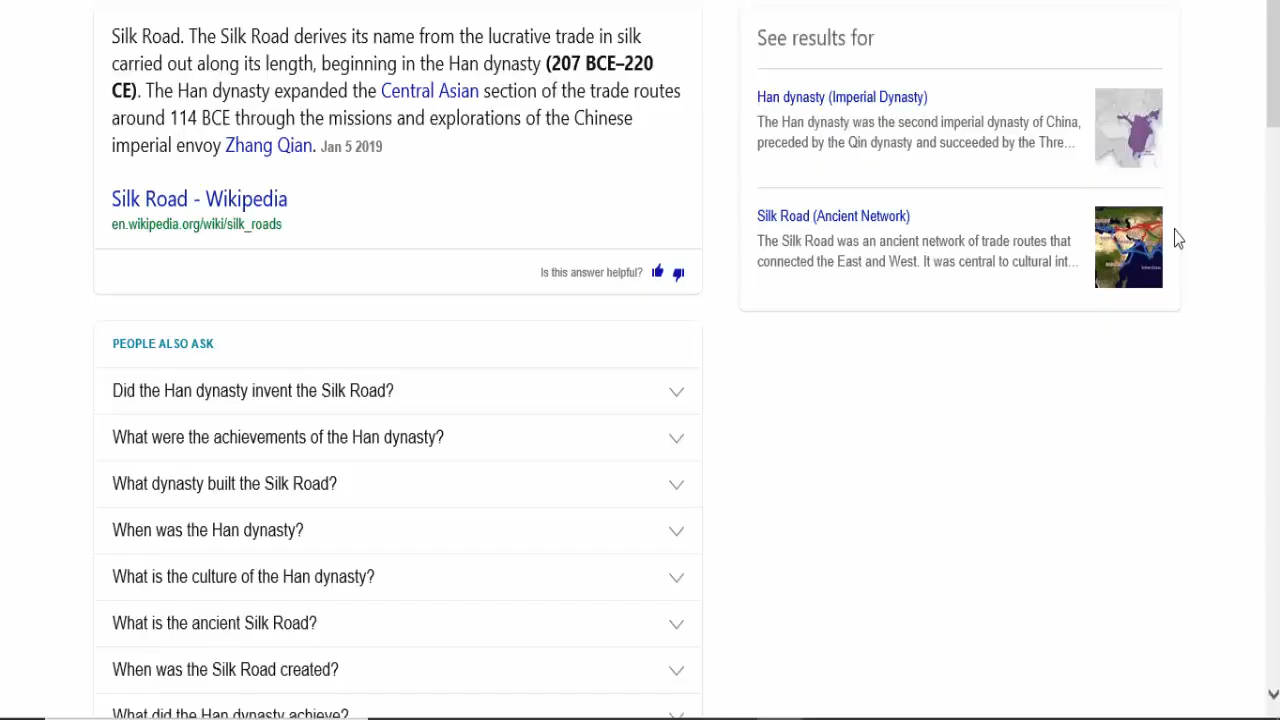 Silk Road. The Silk Road derives its name from the lucrative trade in silk
carried out along its length, beginning in the Han dynasty (207 BCE–220
CE). The Han dynasty expanded the Central Asian section of the trade routes
around 114 BCE through the missions and explorations of the Chinese
imperial envoy Zhang Qian. Jan 5 2019
Silk Road - Wikipedia
en.wikipedia.org/wiki/silk_roads
Is this answer helpful?
PEOPLE ALSO ASK
Did the Han dynasty invent the Silk Road?
What were the achievements of the Han dynasty?
What dynasty built the Silk Road?
When was the Han dynasty?
What is the culture of the Han dynasty?
What is the ancient Silk Road?
When was the Silk Road created?
What did the Han dynasty achieve?
See results for
Han dynasty (Imperial Dynasty)
The Han dynasty was the second imperial dynasty of China,
preceded by the Qin dynasty and succeeded by the Thre...
Silk Road (Ancient Network)
The Silk Road was an ancient network of trade routes that
connected the East and West. It was central to cultural int...